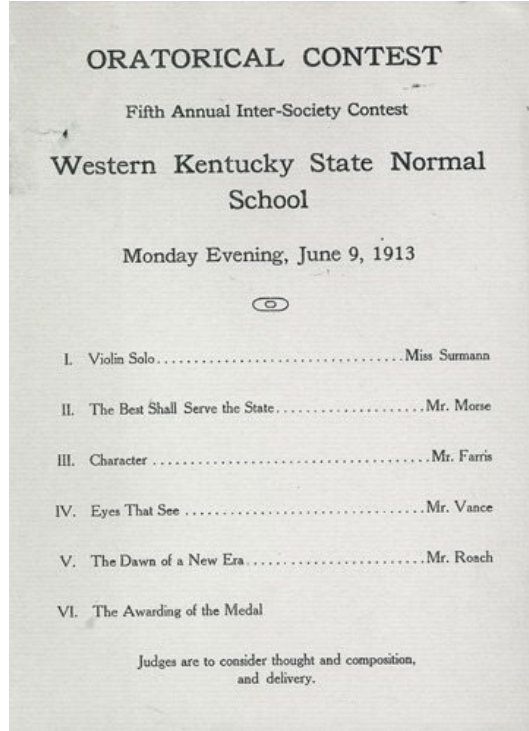 ORATORICAL CONTEST
Fifth Annual Inter-Society Contest
Western Kentucky State Normal
School
Monday Evening, June 9, 1913
I. Violin Solo................................Miss Surmann
II. The Best Shall Serve the State....................Mr. Morse
III. Character ....................................Mr. Farris
IV. Eyes That See ...............................Mr. Vance
V. The Dawn of a New Era.......................Mr. Roach
VI. The Awarding of the Medal
Judges are to consider thought and composition,
and delivery.